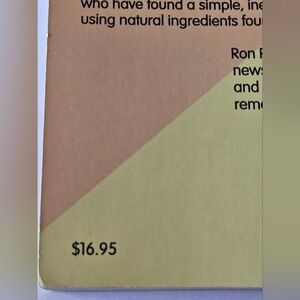 who have found a simple, ine
using natural ingredients fou
Ron
news
and
reme
$16.95